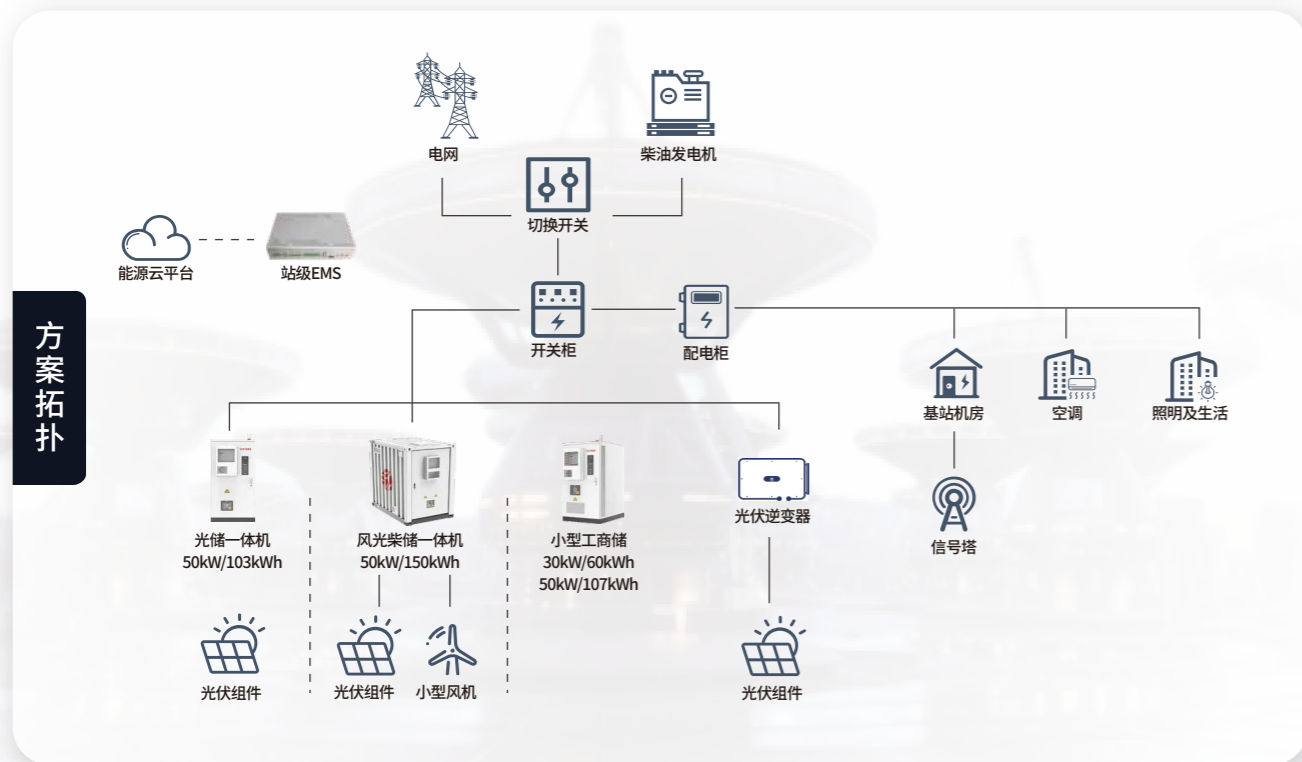 电网
柴油发电机
切换开关
能源云平台
站级EMS
方案拓扑
开关柜
配电柜
基站机房
空调
照明及生活
信号塔
光储一体机
50kW/103kWh
风光柴储一体机
50kW/150kWh
小型工商储
30kW/60kWh
50kW/107kWh
光伏逆变器
光伏组件
光伏组件
小型风机
光伏组件